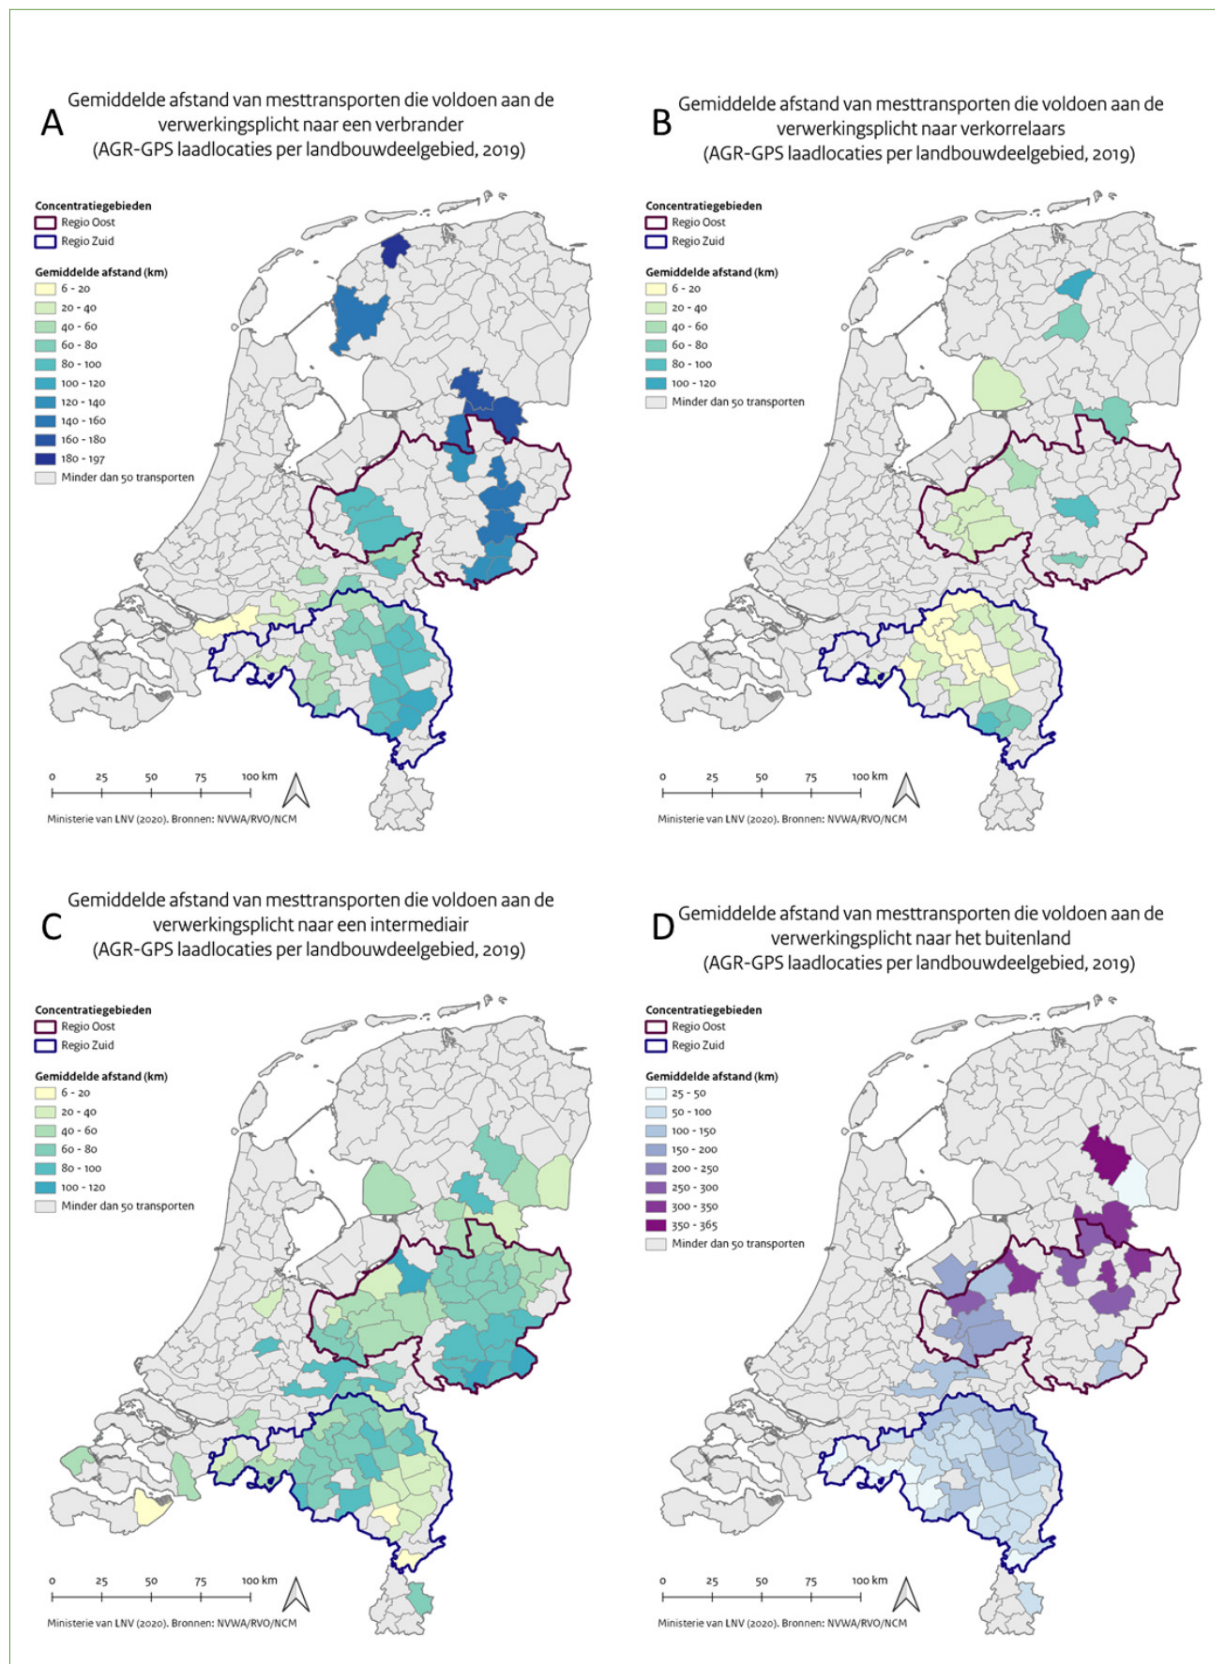 A
Gemiddelde afstand van mesttransporten die voldoen aan de
verwerkingsplicht naar een verbrander
(AGR-GPS laadlocaties per landbouwdeelgebied, 2019)
Concentratiegebieden
Regio Oost
Regio Zuid
Gemiddelde afstand (km)
6 - 20
20 - 40
40 - 60
60 - 80
80 - 100
100 - 120
120 - 140
140 - 160
160 - 180
180 - 197
Minder dan 50 transporten
0 25 50 75 100 km
Ministerie van LNV (2020). Bronnen: NVWA/RVO/NCM
B
Gemiddelde afstand van mesttransporten die voldoen aan de
verwerkingsplicht naar verkorrelaars
(AGR-GPS laadlocaties per landbouwdeelgebied, 2019)
Concentratiegebieden
Regio Oost
Regio Zuid
Gemiddelde afstand (km)
6 - 20
20 - 40
40 - 60
60 - 80
80 - 100
100 - 120
Minder dan 50 transporten
0 25 50 75 100 km
Ministerie van LNV (2020). Bronnen: NVWA/RVO/NCM
C
Gemiddelde afstand van mesttransporten die voldoen aan de
verwerkingsplicht naar een intermediair
(AGR-GPS laadlocaties per landbouwdeelgebied, 2019)
Concentratiegebieden
Regio Oost
Regio Zuid
Gemiddelde afstand (km)
6 - 20
20 - 40
40 - 60
60 - 80
80 - 100
100 - 120
Minder dan 50 transporten
0 25 50 75 100 km
Ministerie van LNV (2020). Bronnen: NVWA/RVO/NCM
D
Gemiddelde afstand van mesttransporten die voldoen aan de
verwerkingsplicht naar het buitenland
(AGR-GPS laadlocaties per landbouwdeelgebied, 2019)
Concentratiegebieden
Regio Oost
Regio Zuid
Gemiddelde afstand (km)
25 - 50
50 - 100
100 - 150
150 - 200
200 - 250
250 - 300
300 - 350
350 - 365
Minder dan 50 transporten
0 25 50 75 100 km
Ministerie van LNV (2020). Bronnen: NVWA/RVO/NCM